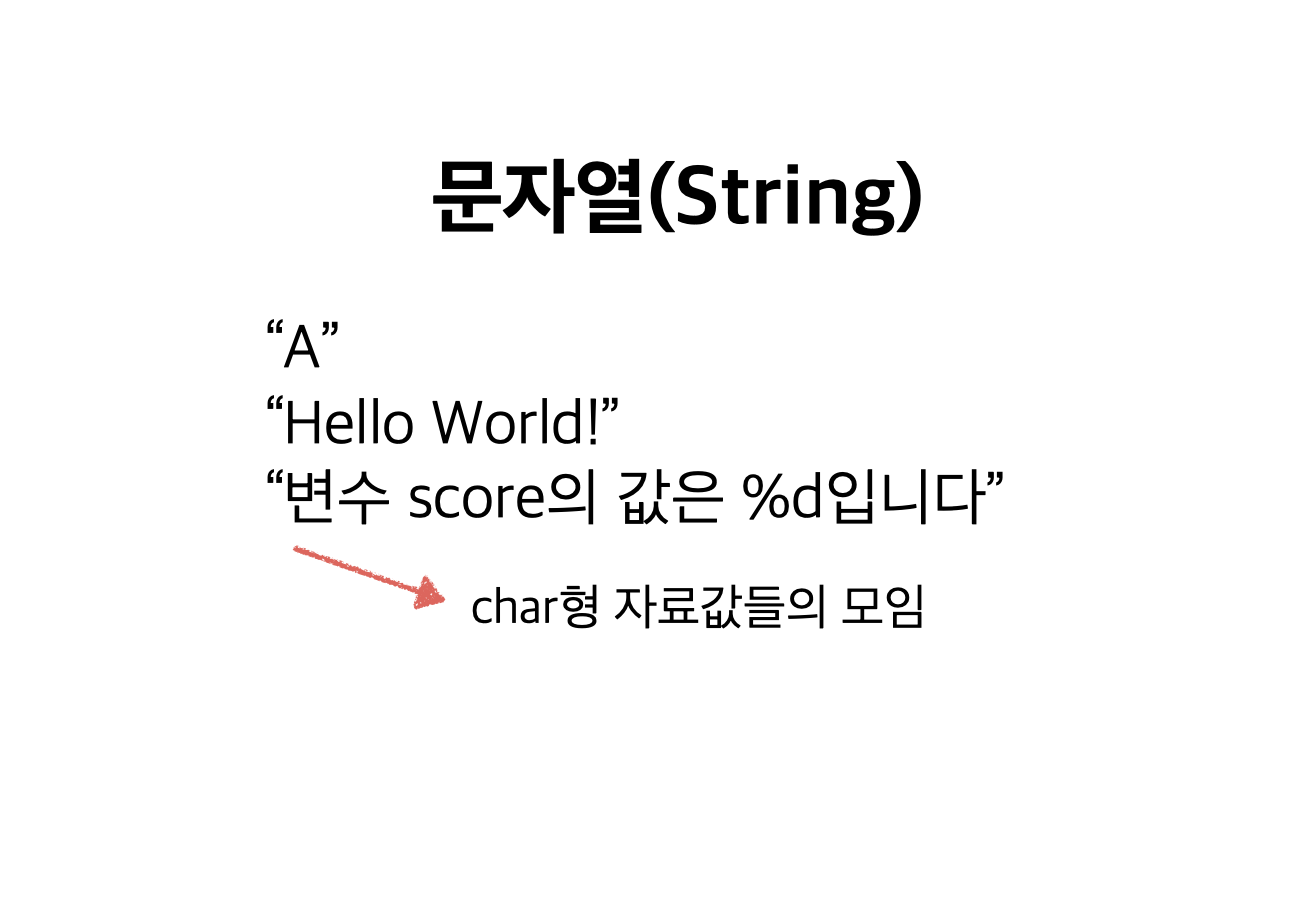 문자열(String)
“A”
“Hello World!”
“변수 score의 값은 %d입니다”
char형 자료값들의 모임